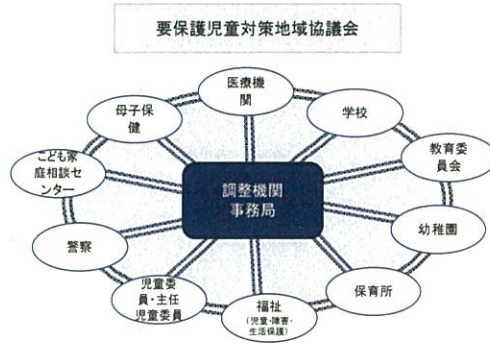 要保護児童対策地域協議会
医療機
関
母子保
健
学校
こども家
庭相談セ
ンター
教育委
員会
調整機関
事務局
警察
幼稚園
児童委
員・主任
児童委員
福祉
(児童・障害・
生活保護)
保育所